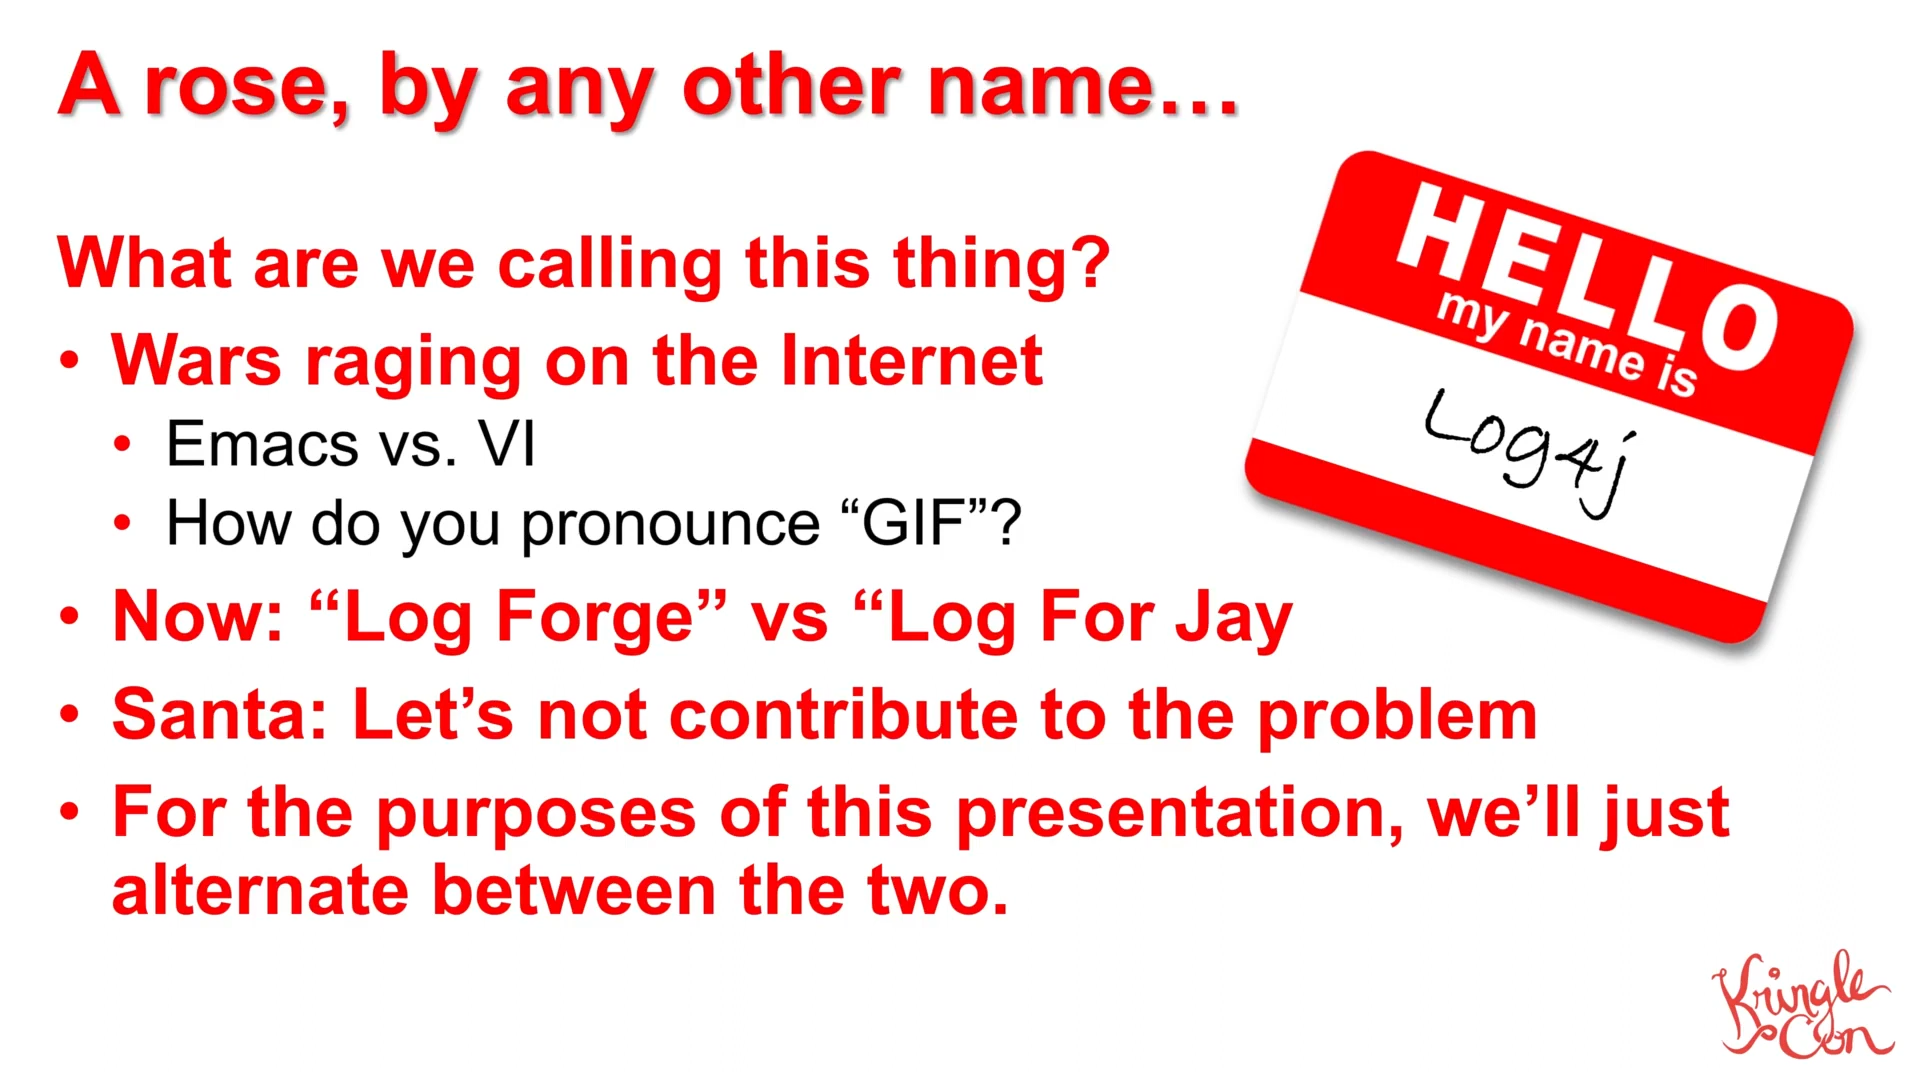 A rose, by any other name…
What are we calling this thing?
• Wars raging on the Internet
• Emacs vs. VI
• How do you pronounce “GIF”?
• Now: “Log Forge” vs “Log For Jay
• Santa: Let’s not contribute to the problem
• For the purposes of this presentation, we’ll just
alternate between the two.
HELLO
my name is
Log4j
Kringle
Con